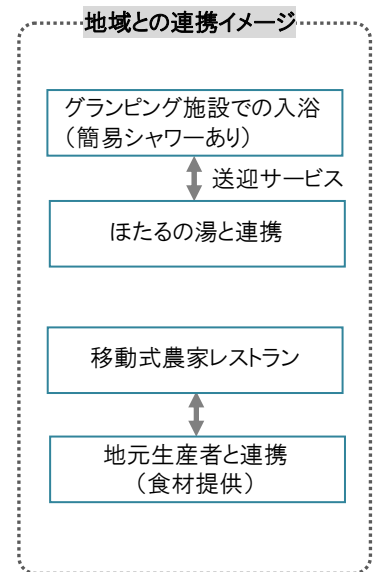 地域との連携イメージ
グランピング施設での入浴
（簡易シャワーあり）
送迎サービス
ほたるの湯と連携
移動式農家レストラン
地元生産者と連携
（食材提供）